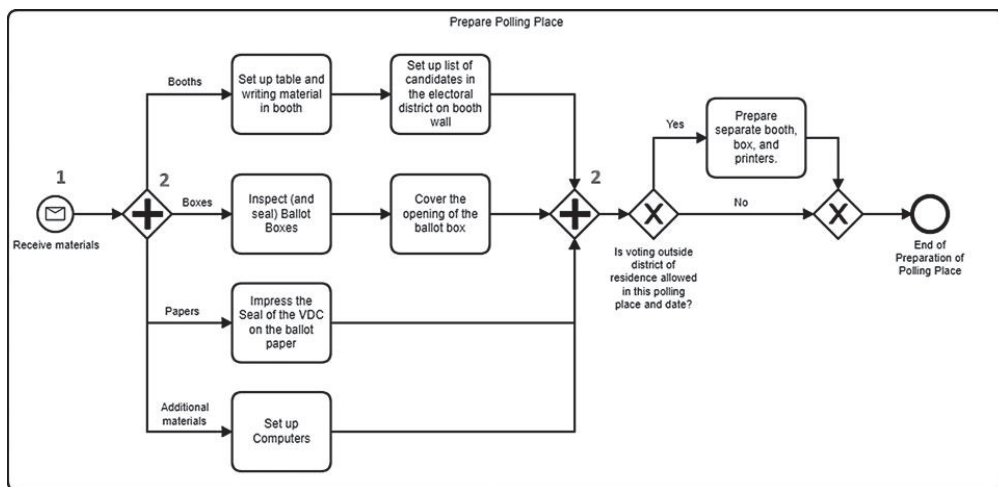 Prepare Polling Place
Booths
Set up table and
writing material
in booth
Set up list of
candidates in
the electoral
district on booth
wall
Yes
Prepare
separate booth,
box, and
printers.
1
2
2
Boxes
Inspect (and
seal) Ballot
Boxes
Cover the
opening of the
ballot box
No
Receive materials
Is voting outside
district of
residence allowed
in this polling
place and date?
End of
Preparation of
Polling Place
Papers
Impress the
Seal of the VDC
on the ballot
paper
Additional
materials
Set up
Computers